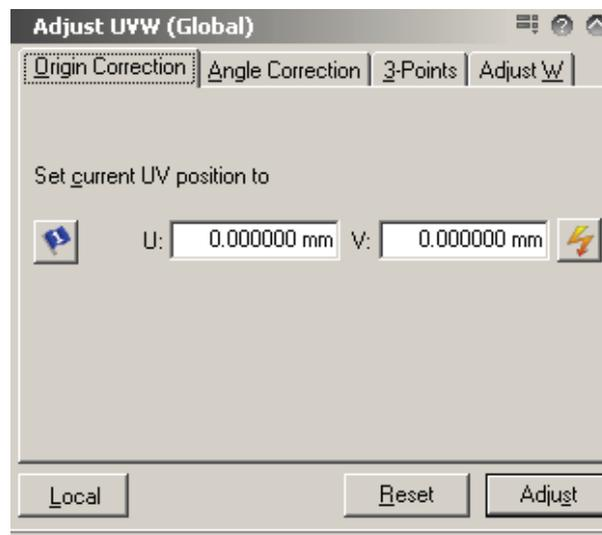 Adjust UVW (Global)
Origin Correction Angle Correction 3-Points Adjust W
Set current UV position to
1 U: 0.000000 mm V: 0.000000 mm
Local Reset Adjust